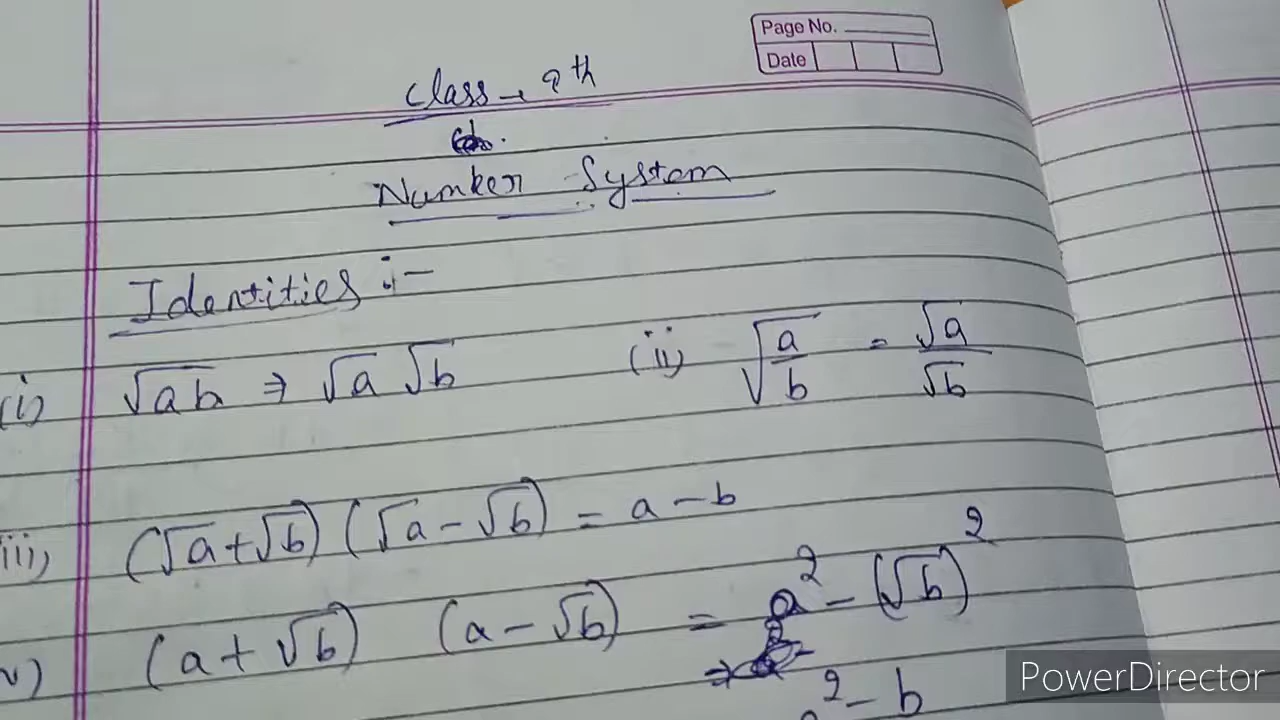 Page No.
Date
Class → 9th
Number System
Identities :-
(i) √ab ⇒ √a √b (ii) √(a/b) = √a/√b
iii) (√a+√b) (√a-√b) = a-b
v) (a+√b) (a-√b) = a² - (√b)²
⇒
a² - b
PowerDirector